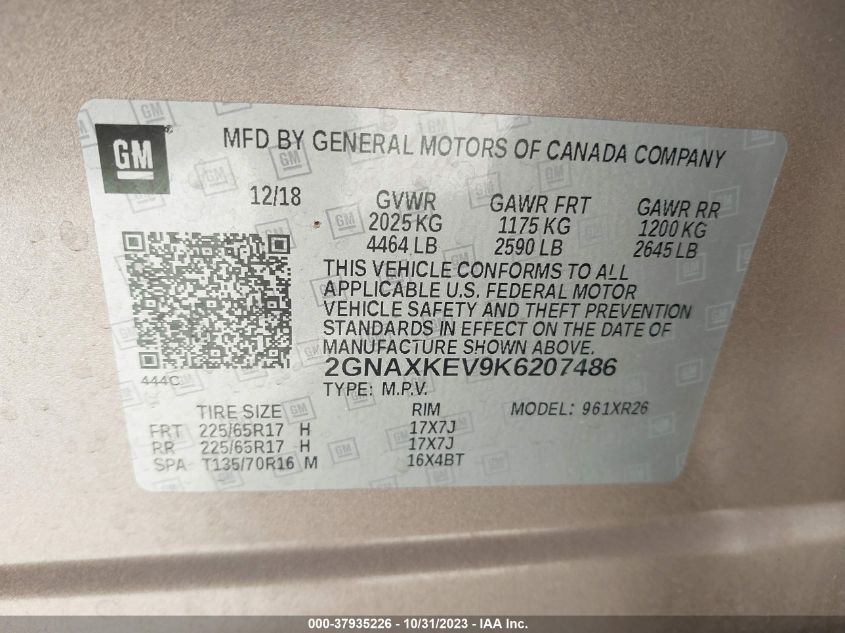 GM
MFD BY GENERAL MOTORS OF CANADA COMPANY
12/18 GVWR GAWR FRT GAWR RR
2025 KG 1175 KG 1200 KG
4464 LB 2590 LB 2645 LB
THIS VEHICLE CONFORMS TO ALL
APPLICABLE U.S. FEDERAL MOTOR
VEHICLE SAFETY AND THEFT PREVENTION
STANDARDS IN EFFECT ON THE DATE OF
MANUFACTURE SHOWN ABOVE.
444C 2GNAXKEV9K6207486
TYPE: M.P.V. MODEL: 961XR26
TIRE SIZE RIM
FRT 225/65R17 H 17X7J
RR 225/65R17 H 17X7J
SPA T135/70R16 M 16X4BT
000-37935226 - 10/31/2023 - IAA Inc.